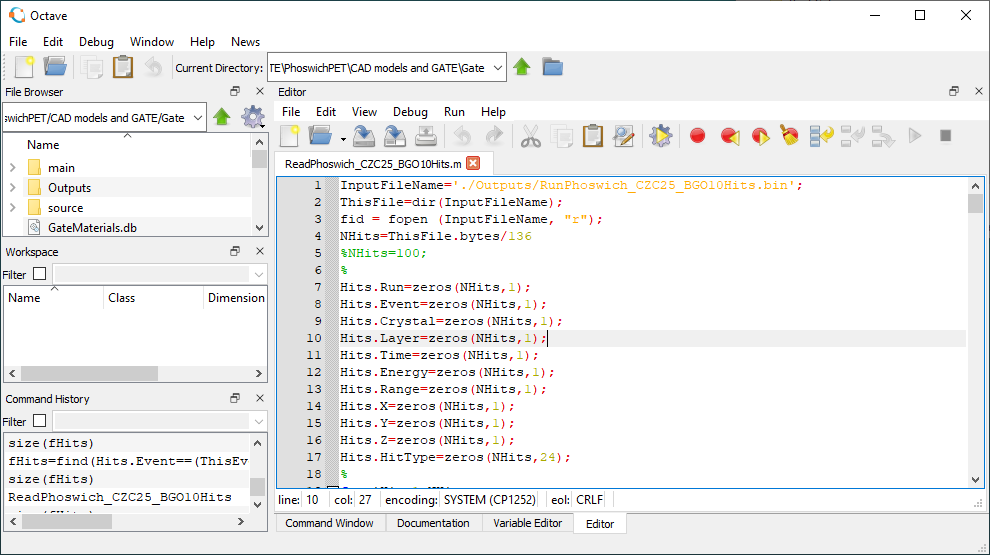 Octave
File Edit Debug Window Help News
Current Directory: TE\PhoswichPET\CAD models and GATE\Gate
File Browser
swichPET/CAD models and GATE/Gate
Name
main
Outputs
source
GateMaterials.db
Workspace
Filter
Name Class Dimension
Command History
Filter
size(fHits)
fHits=find(Hits.Event==(ThisEv
size(fHits)
ReadPhoswich_CZC25_BGO10Hits
Editor
File Edit View Debug Run Help
ReadPhoswich_CZC25_BGO10Hits.m
1 InputFileName='./Outputs/RunPhoswich_CZC25_BGO10Hits.bin';
2 ThisFile=dir(InputFileName);
3 fid = fopen (InputFileName, "r");
4 NHits=ThisFile.bytes/136
5 %NHits=100;
6 %
7 Hits.Run=zeros(NHits,1);
8 Hits.Event=zeros(NHits,1);
9 Hits.Crystal=zeros(NHits,1);
10 Hits.Layer=zeros(NHits,1);
11 Hits.Time=zeros(NHits,1);
12 Hits.Energy=zeros(NHits,1);
13 Hits.Range=zeros(NHits,1);
14 Hits.X=zeros(NHits,1);
15 Hits.Y=zeros(NHits,1);
16 Hits.Z=zeros(NHits,1);
17 Hits.HitType=zeros(NHits,24);
18 %
line: 10 col: 27 encoding: SYSTEM (CP1252) eol: CRLF
Command Window Documentation Variable Editor Editor